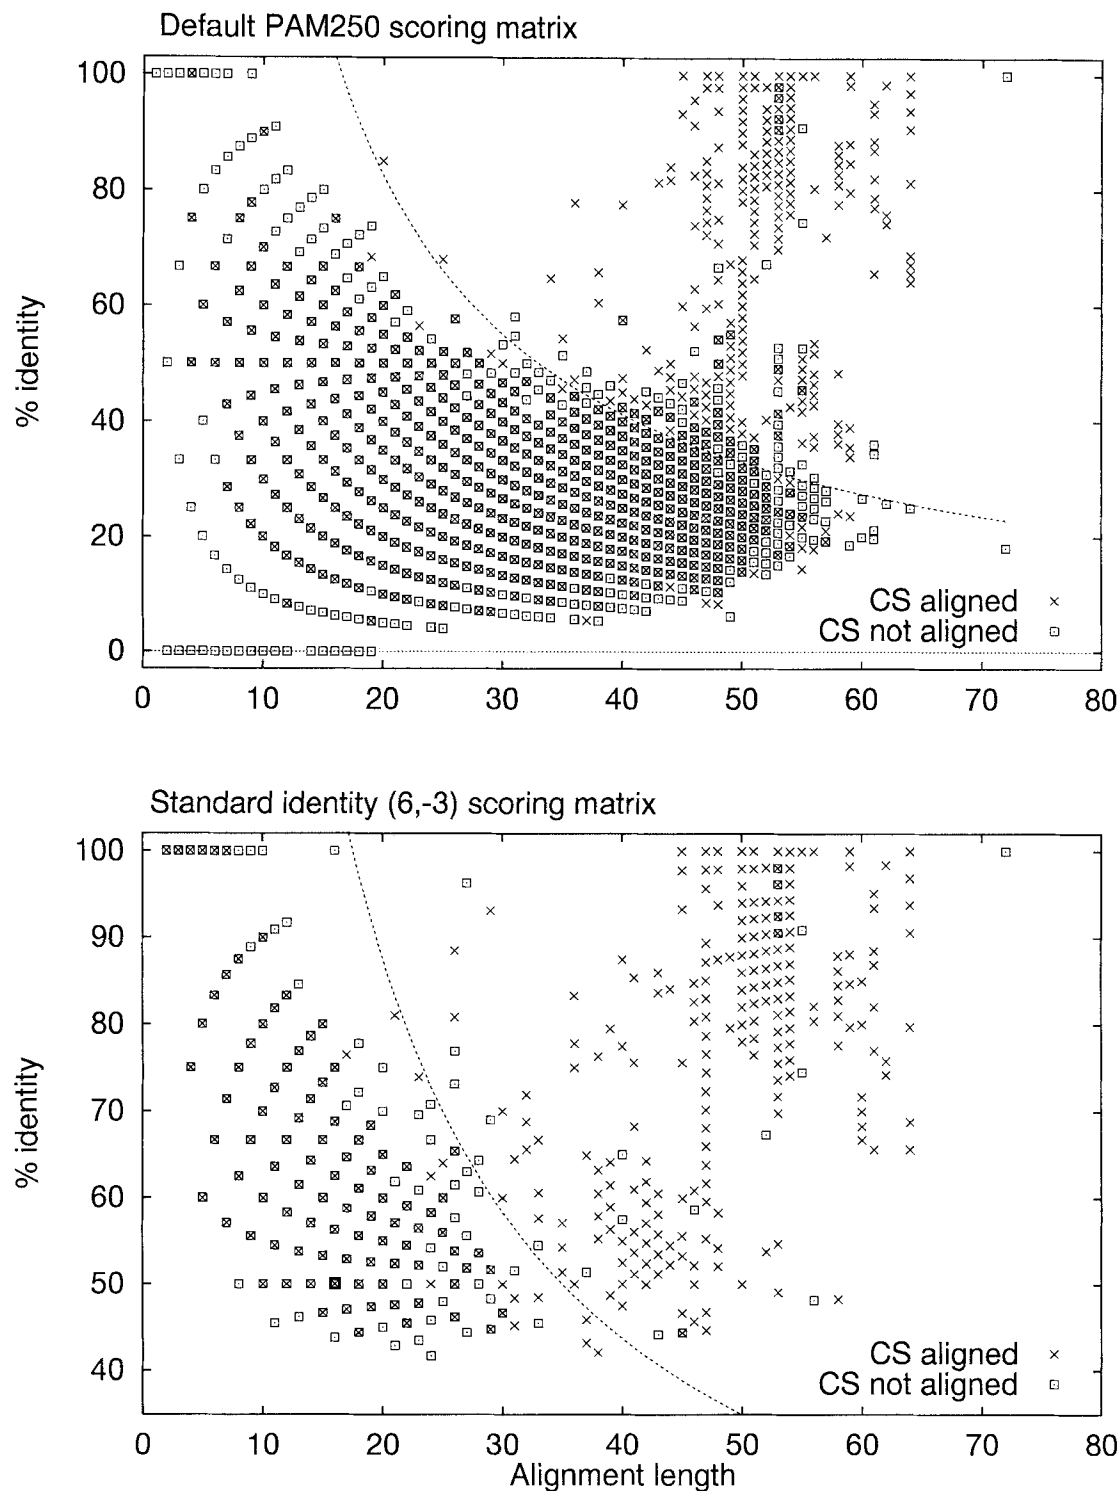 Default PAM250 scoring matrix
100
80
60
40
20
0
% identity
CS aligned
CS not aligned
0 10 20 30 40 50 60 70 80
Standard identity (6,-3) scoring matrix
100
90
80
70
60
50
40
% identity
CS aligned
CS not aligned
0 10 20 30 40 50 60 70 80
Alignment length